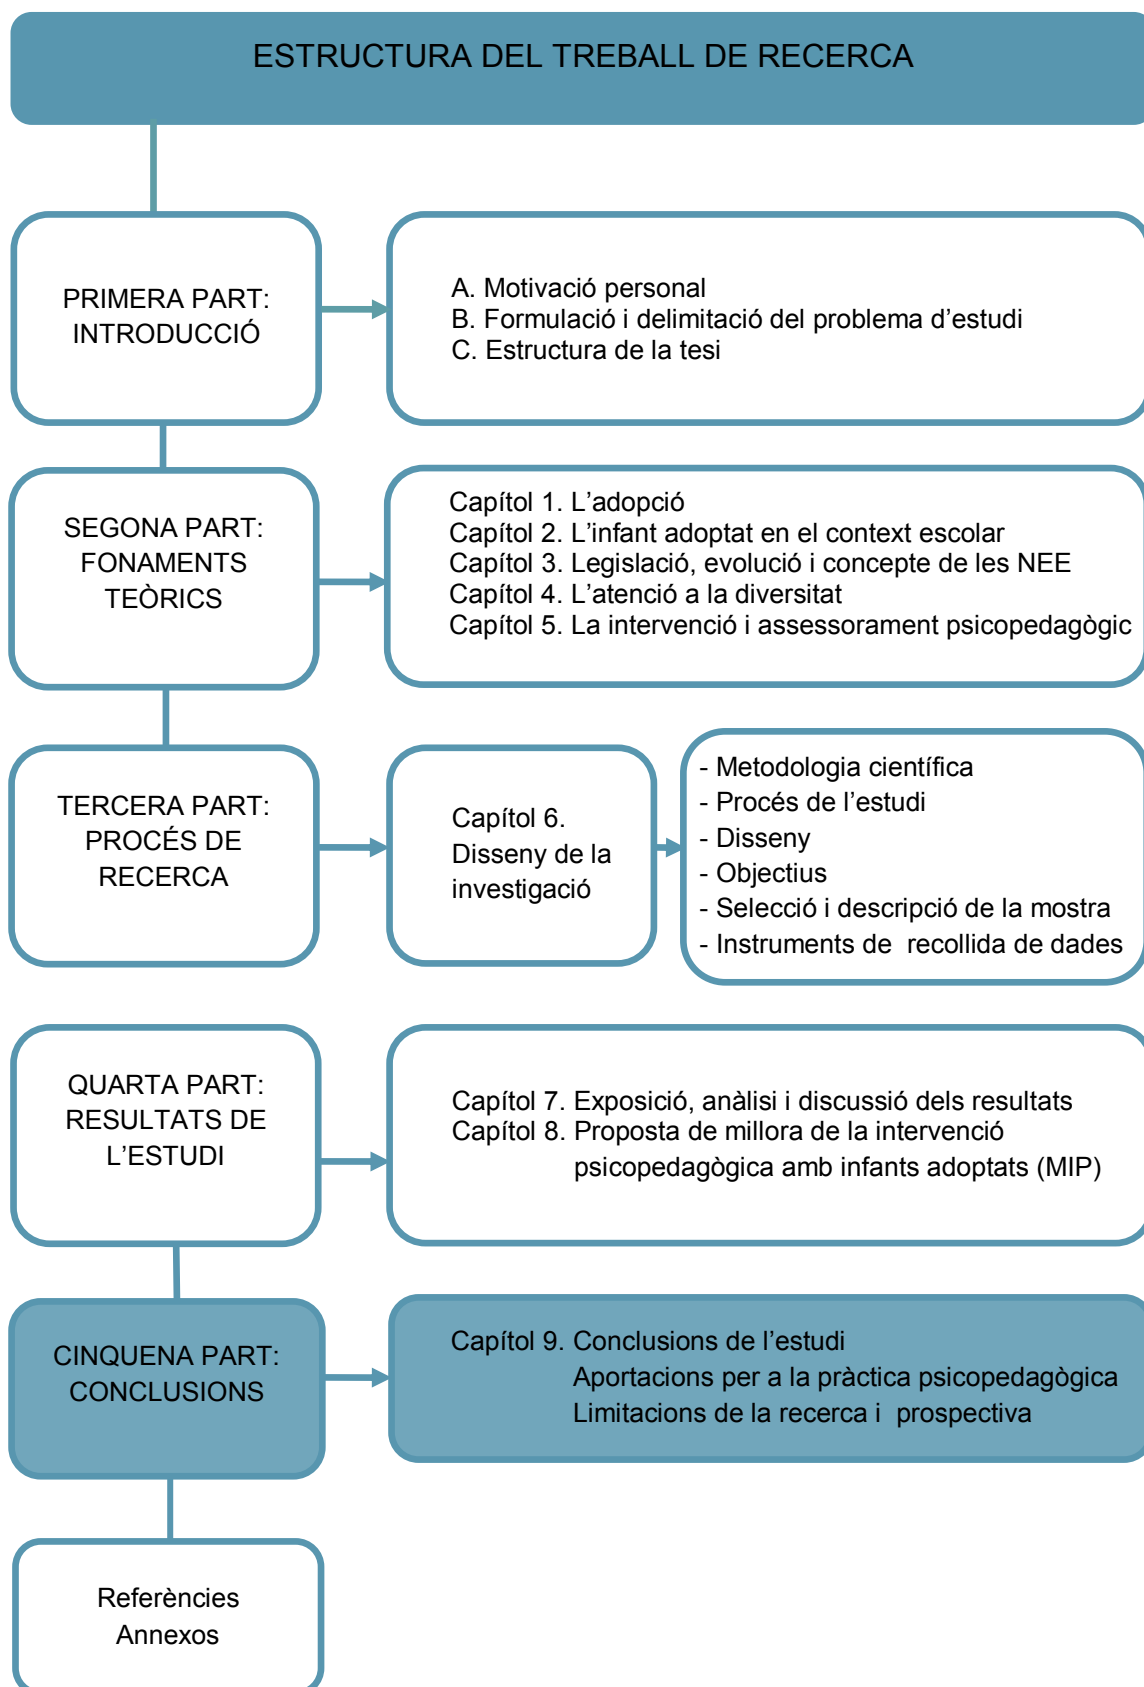 ESTRUCTURA DEL TREBALL DE RECERCA
PRIMERA PART:
INTRODUCCIÓ
A. Motivació personal
B. Formulació i delimitació del problema d’estudi
C. Estructura de la tesi
SEGONA PART:
FONAMENTS
TEÒRICS
Capítol 1. L’adopció
Capítol 2. L’infant adoptat en el context escolar
Capítol 3. Legislació, evolució i concepte de les NEE
Capítol 4. L’atenció a la diversitat
Capítol 5. La intervenció i assessorament psicopedagògic
TERCERA PART:
PROCÉS DE
RECERCA
Capítol 6.
Disseny de la
investigació
- Metodologia científica
- Procés de l’estudi
- Disseny
- Objectius
- Selecció i descripció de la mostra
- Instruments de recollida de dades
QUARTA PART:
RESULTATS DE
L’ESTUDI
Capítol 7. Exposició, anàlisi i discussió dels resultats
Capítol 8. Proposta de millora de la intervenció
psicopedagògica amb infants adoptats (MIP)
CINQUENA PART:
CONCLUSIONS
Capítol 9. Conclusions de l’estudi
Aportacions per a la pràctica psicopedagògica
Limitacions de la recerca i prospectiva
Referències
Annexos